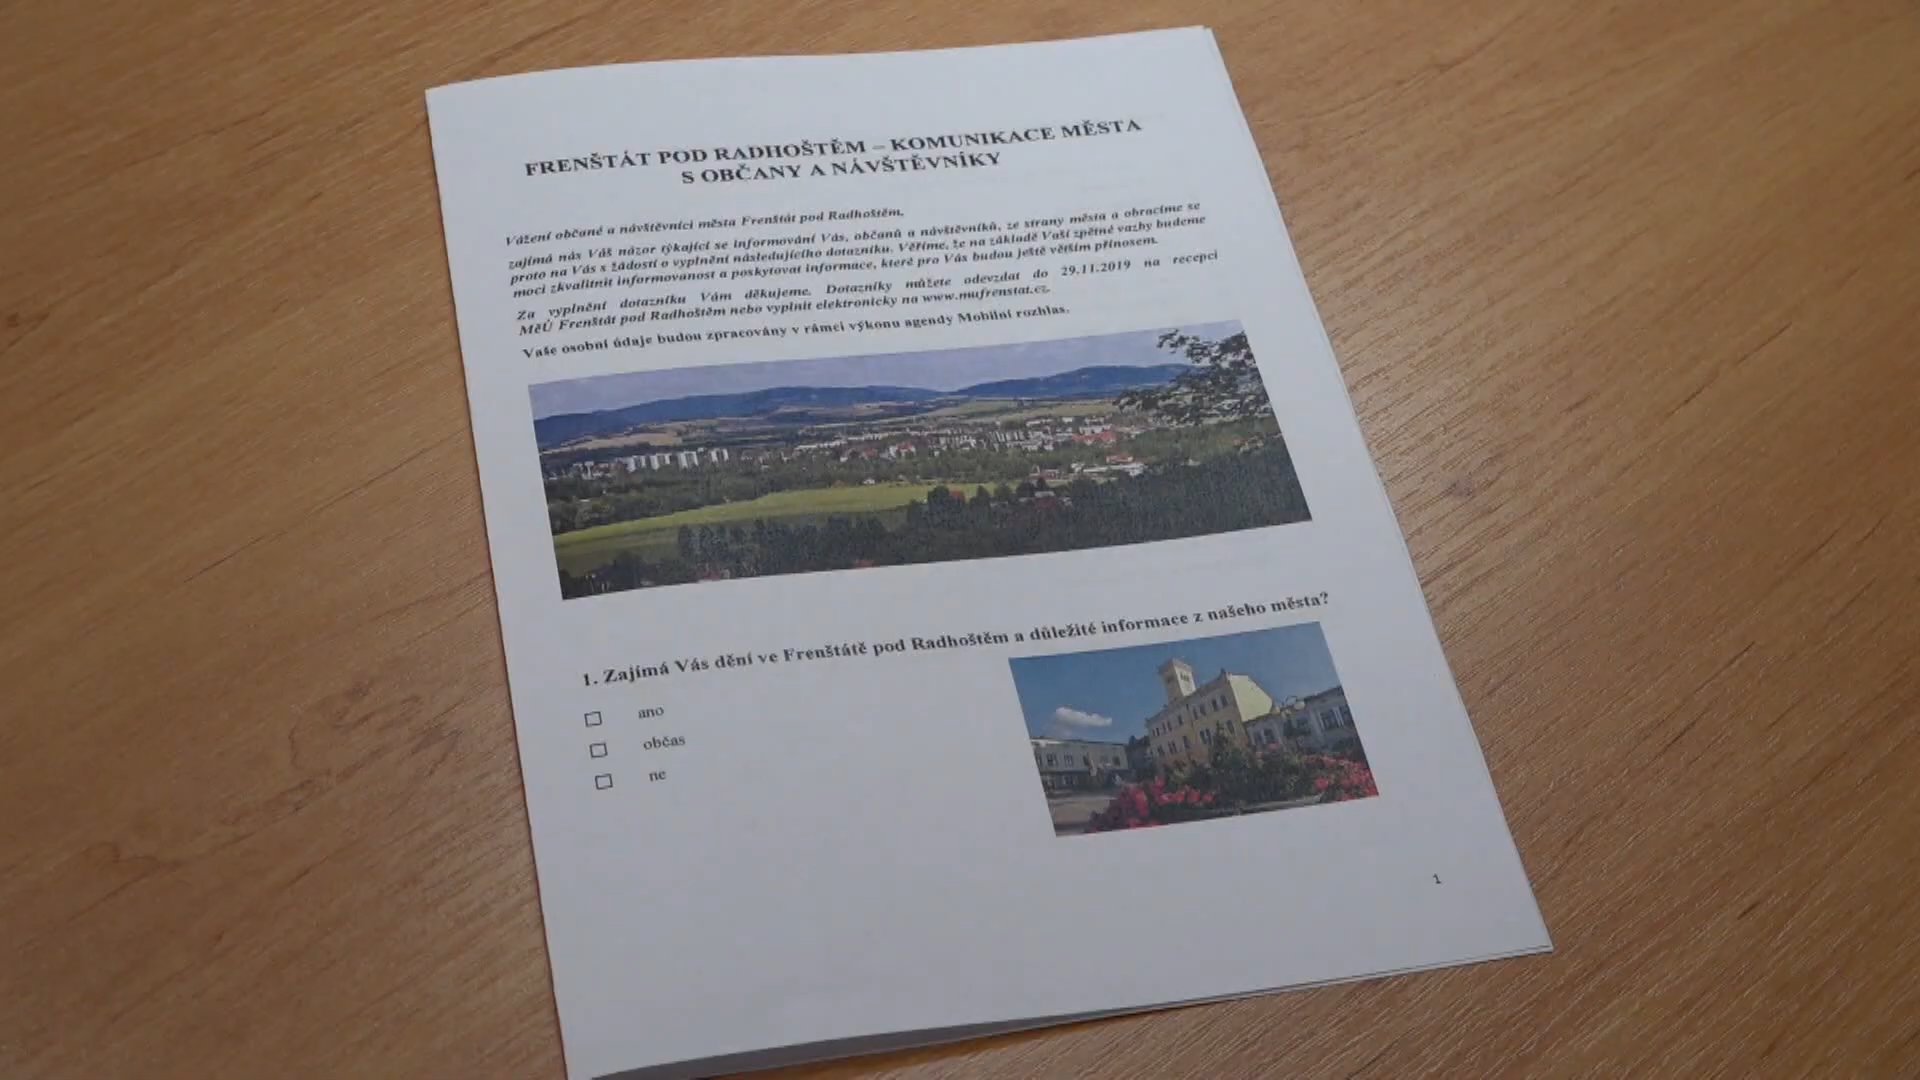 FRENŠTÁT POD RADHOŠTĚM – KOMUNIKACE MĚSTA
S OBČANY A NÁVŠTĚVNÍKY
Vážení občané a návštěvníci města Frenštát pod Radhoštěm,
zajímá nás Váš názor týkající se informování Vás, občanů a návštěvníků, ze strany města a obracíme se
proto na Vás s žádostí o vyplnění následujícího dotazníku. Věříme, že na základě Vaší zpětné vazby budeme
moci zkvalitnit informovanost a poskytovat informace, které pro Vás budou ještě větším přínosem.
Za vyplnění dotazníku Vám děkujeme. Dotazníky můžete odevzdat do 29.11.2019 na recepci
MěÚ Frenštát pod Radhoštěm nebo vyplnit elektronicky na www.mufrenstat.cz.
Vaše osobní údaje budou zpracovány v rámci výkonu agendy Mobilní rozhlas.
1. Zajímá Vás dění ve Frenštátě pod Radhoštěm a důležité informace z našeho města?
ano
občas
ne
1